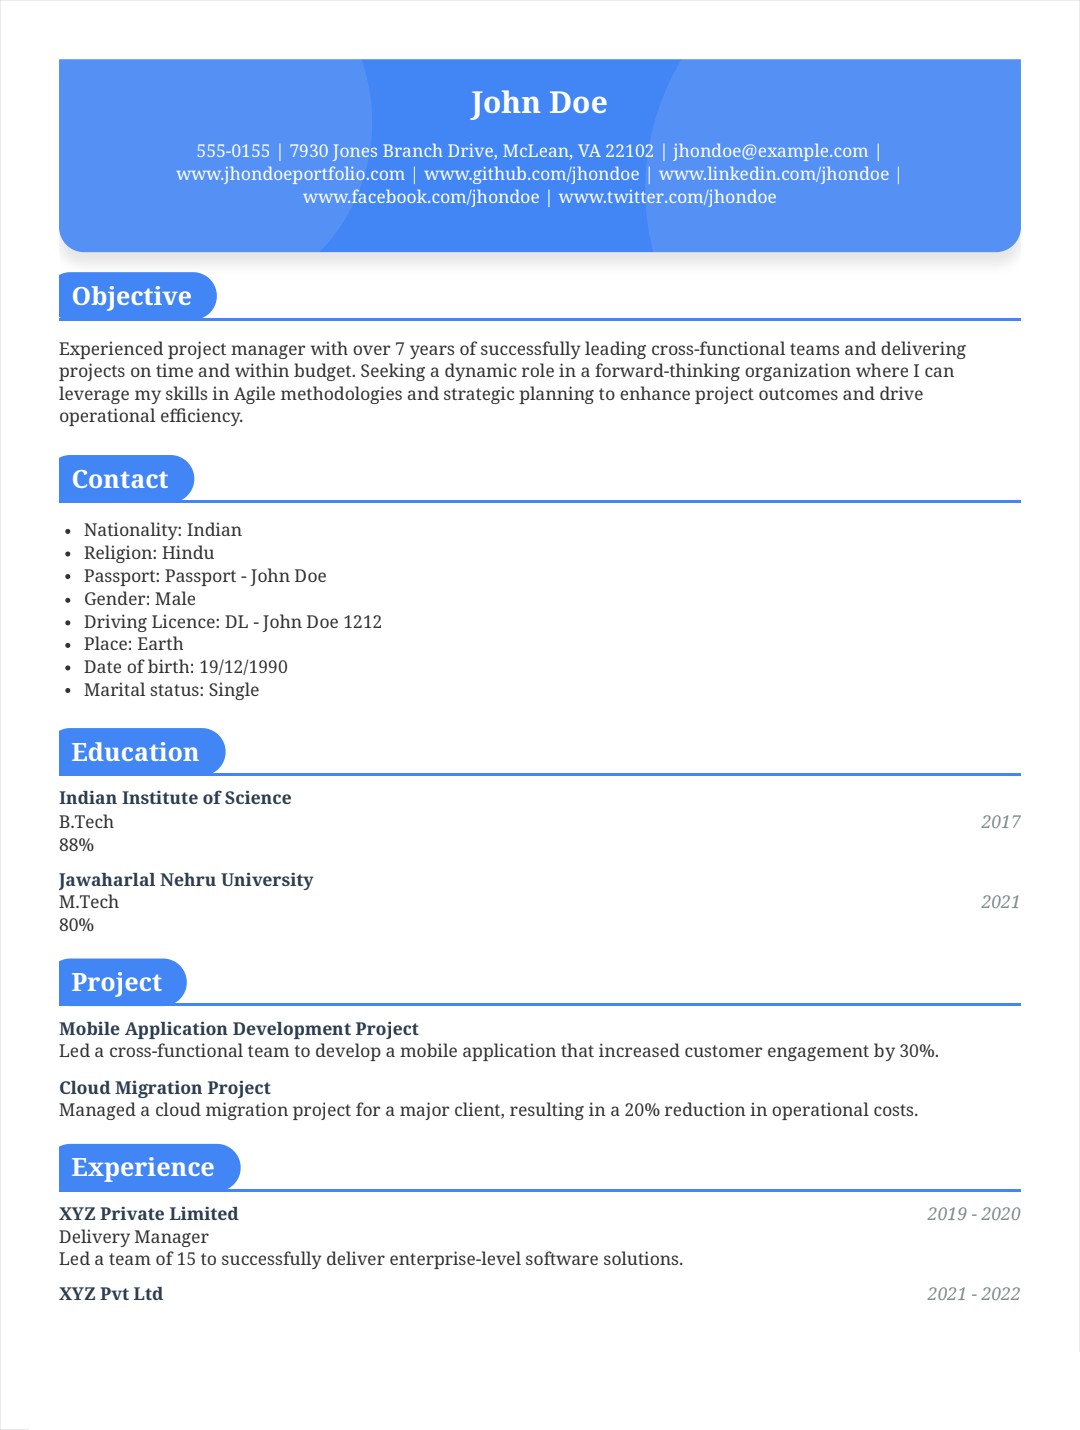 John Doe
555-0155 | 7930 Jones Branch Drive, McLean, VA 22102 | jhondoe@example.com |
www.jhondoeportfolio.com | www.github.com/jhondoe | www.linkedin.com/jhondoe |
www.facebook.com/jhondoe | www.twitter.com/jhondoe
Objective
Experienced project manager with over 7 years of successfully leading cross-functional teams and delivering
projects on time and within budget. Seeking a dynamic role in a forward-thinking organization where I can
leverage my skills in Agile methodologies and strategic planning to enhance project outcomes and drive
operational efficiency.
Contact
• Nationality: Indian
• Religion: Hindu
• Passport: Passport - John Doe
• Gender: Male
• Driving Licence: DL - John Doe 1212
• Place: Earth
• Date of birth: 19/12/1990
• Marital status: Single
Education
Indian Institute of Science
B.Tech 2017
88%
Jawaharlal Nehru University
M.Tech 2021
80%
Project
Mobile Application Development Project
Led a cross-functional team to develop a mobile application that increased customer engagement by 30%.
Cloud Migration Project
Managed a cloud migration project for a major client, resulting in a 20% reduction in operational costs.
Experience
XYZ Private Limited 2019 - 2020
Delivery Manager
Led a team of 15 to successfully deliver enterprise-level software solutions.
XYZ Pvt Ltd 2021 - 2022